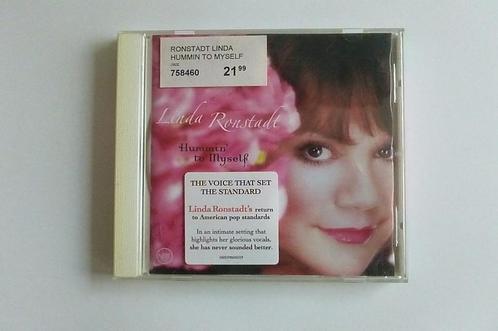 RONSTADT LINDA
HUMMIN TO MYSELF
758460 21⁹⁹
Linda Ronstadt
Hummin'
to Myself
THE VOICE THAT SET
THE STANDARD
Linda Ronstadt's return
to American pop standards
In an intimate setting that
highlights her glorious vocals,
she has never sounded better.